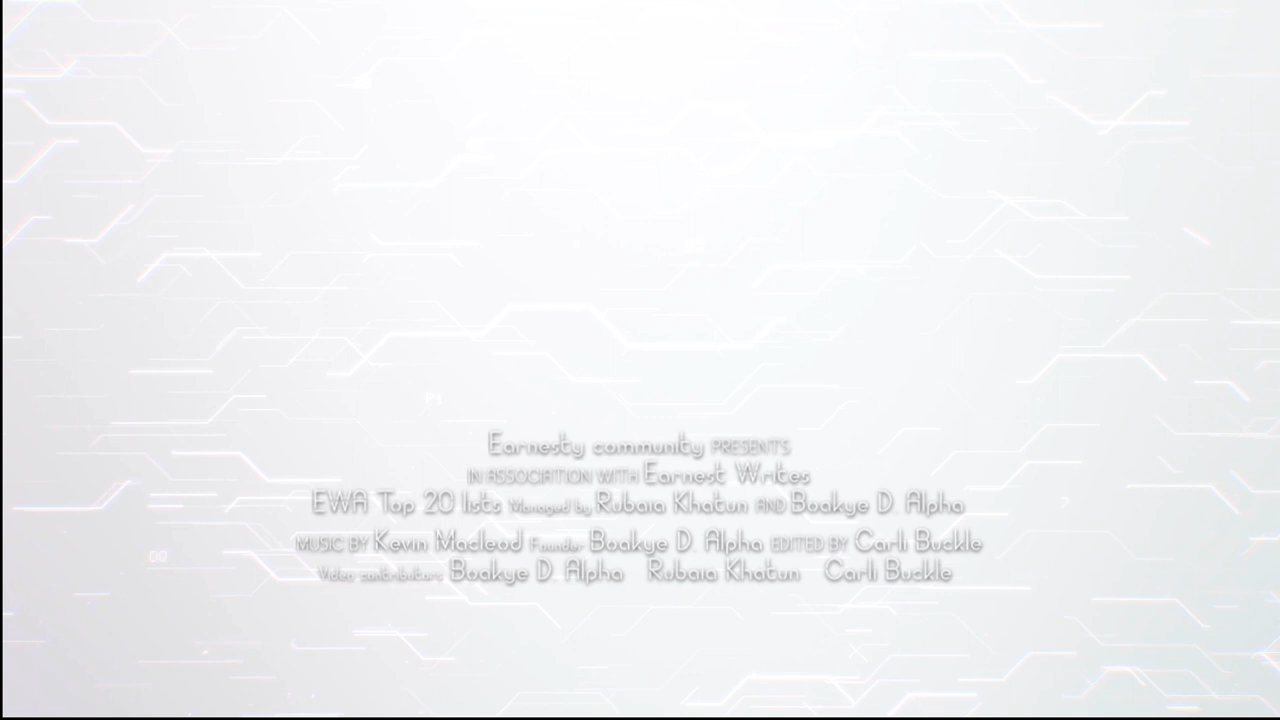 Earnesty community PRESENTS
IN ASSOCIATION WITH Earnest Writes
EWA Top 20 lists Managed by Rubaia Khatun AND Boakye D. Alpha
MUSIC BY Kevin Macleod Founder Boakye D. Alpha EDITED BY Carli Buckle
Video contributors Boakye D. Alpha Rubaia Khatun Carli Buckle